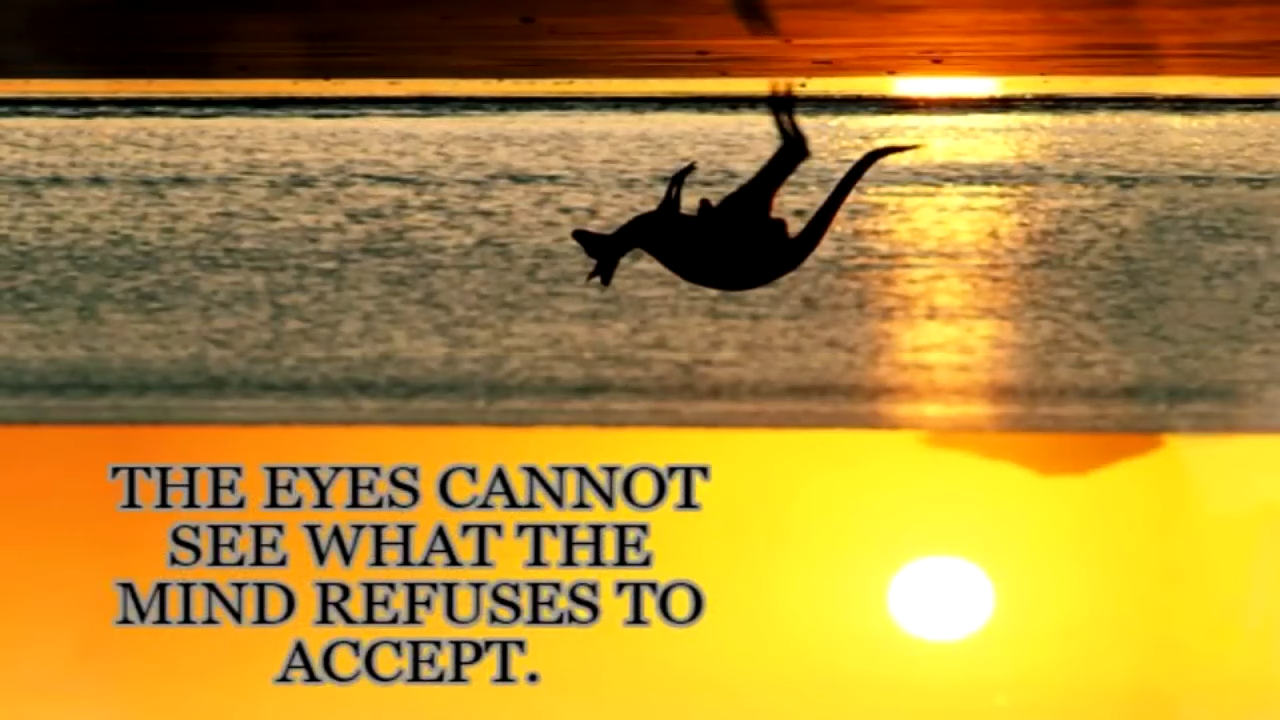 THE EYES CANNOT
SEE WHAT THE
MIND REFUSES TO
ACCEPT.